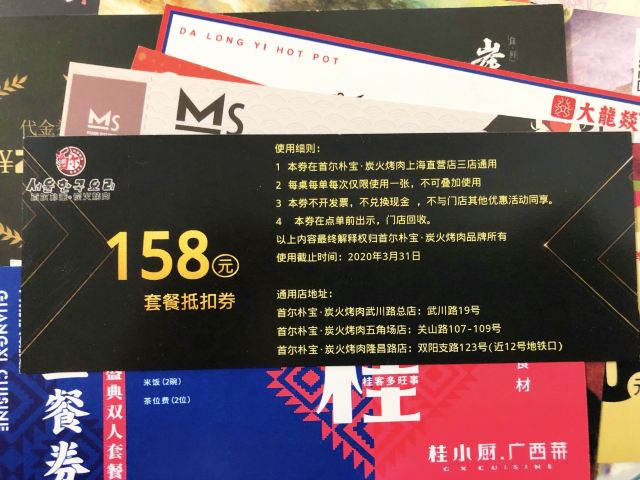 DA LONG YI HOT POT
大龍燚
食鮮
代金
MS
서울한국요리
使用细则：
1 本券在首尔朴宝·炭火烤肉上海直营店三店通用
2 每桌每单每次仅限使用一张，不可叠加使用
3 本券不开发票，不兑换现金 ，不与门店其他优惠活动同享。
4 本券在点单前出示，门店回收。
以上内容最终解释权归首尔朴宝·炭火烤肉品牌所有
使用截止时间：2020年3月31日
158元
套餐抵扣券
通用店地址：
首尔朴宝·炭火烤肉武川路总店：武川路19号
首尔朴宝·炭火烤肉五角场店：关山路107-109号
首尔朴宝·炭火烤肉隆昌路店：双阳支路123号(近12号地铁口)
GUANGXI CUISINE
餐券
盛典双人套餐
米饭 (2碗)
茶位费 (2位)
桂
桂客多旺事
食材
桂小厨.广西菜
GX CUISINE
元